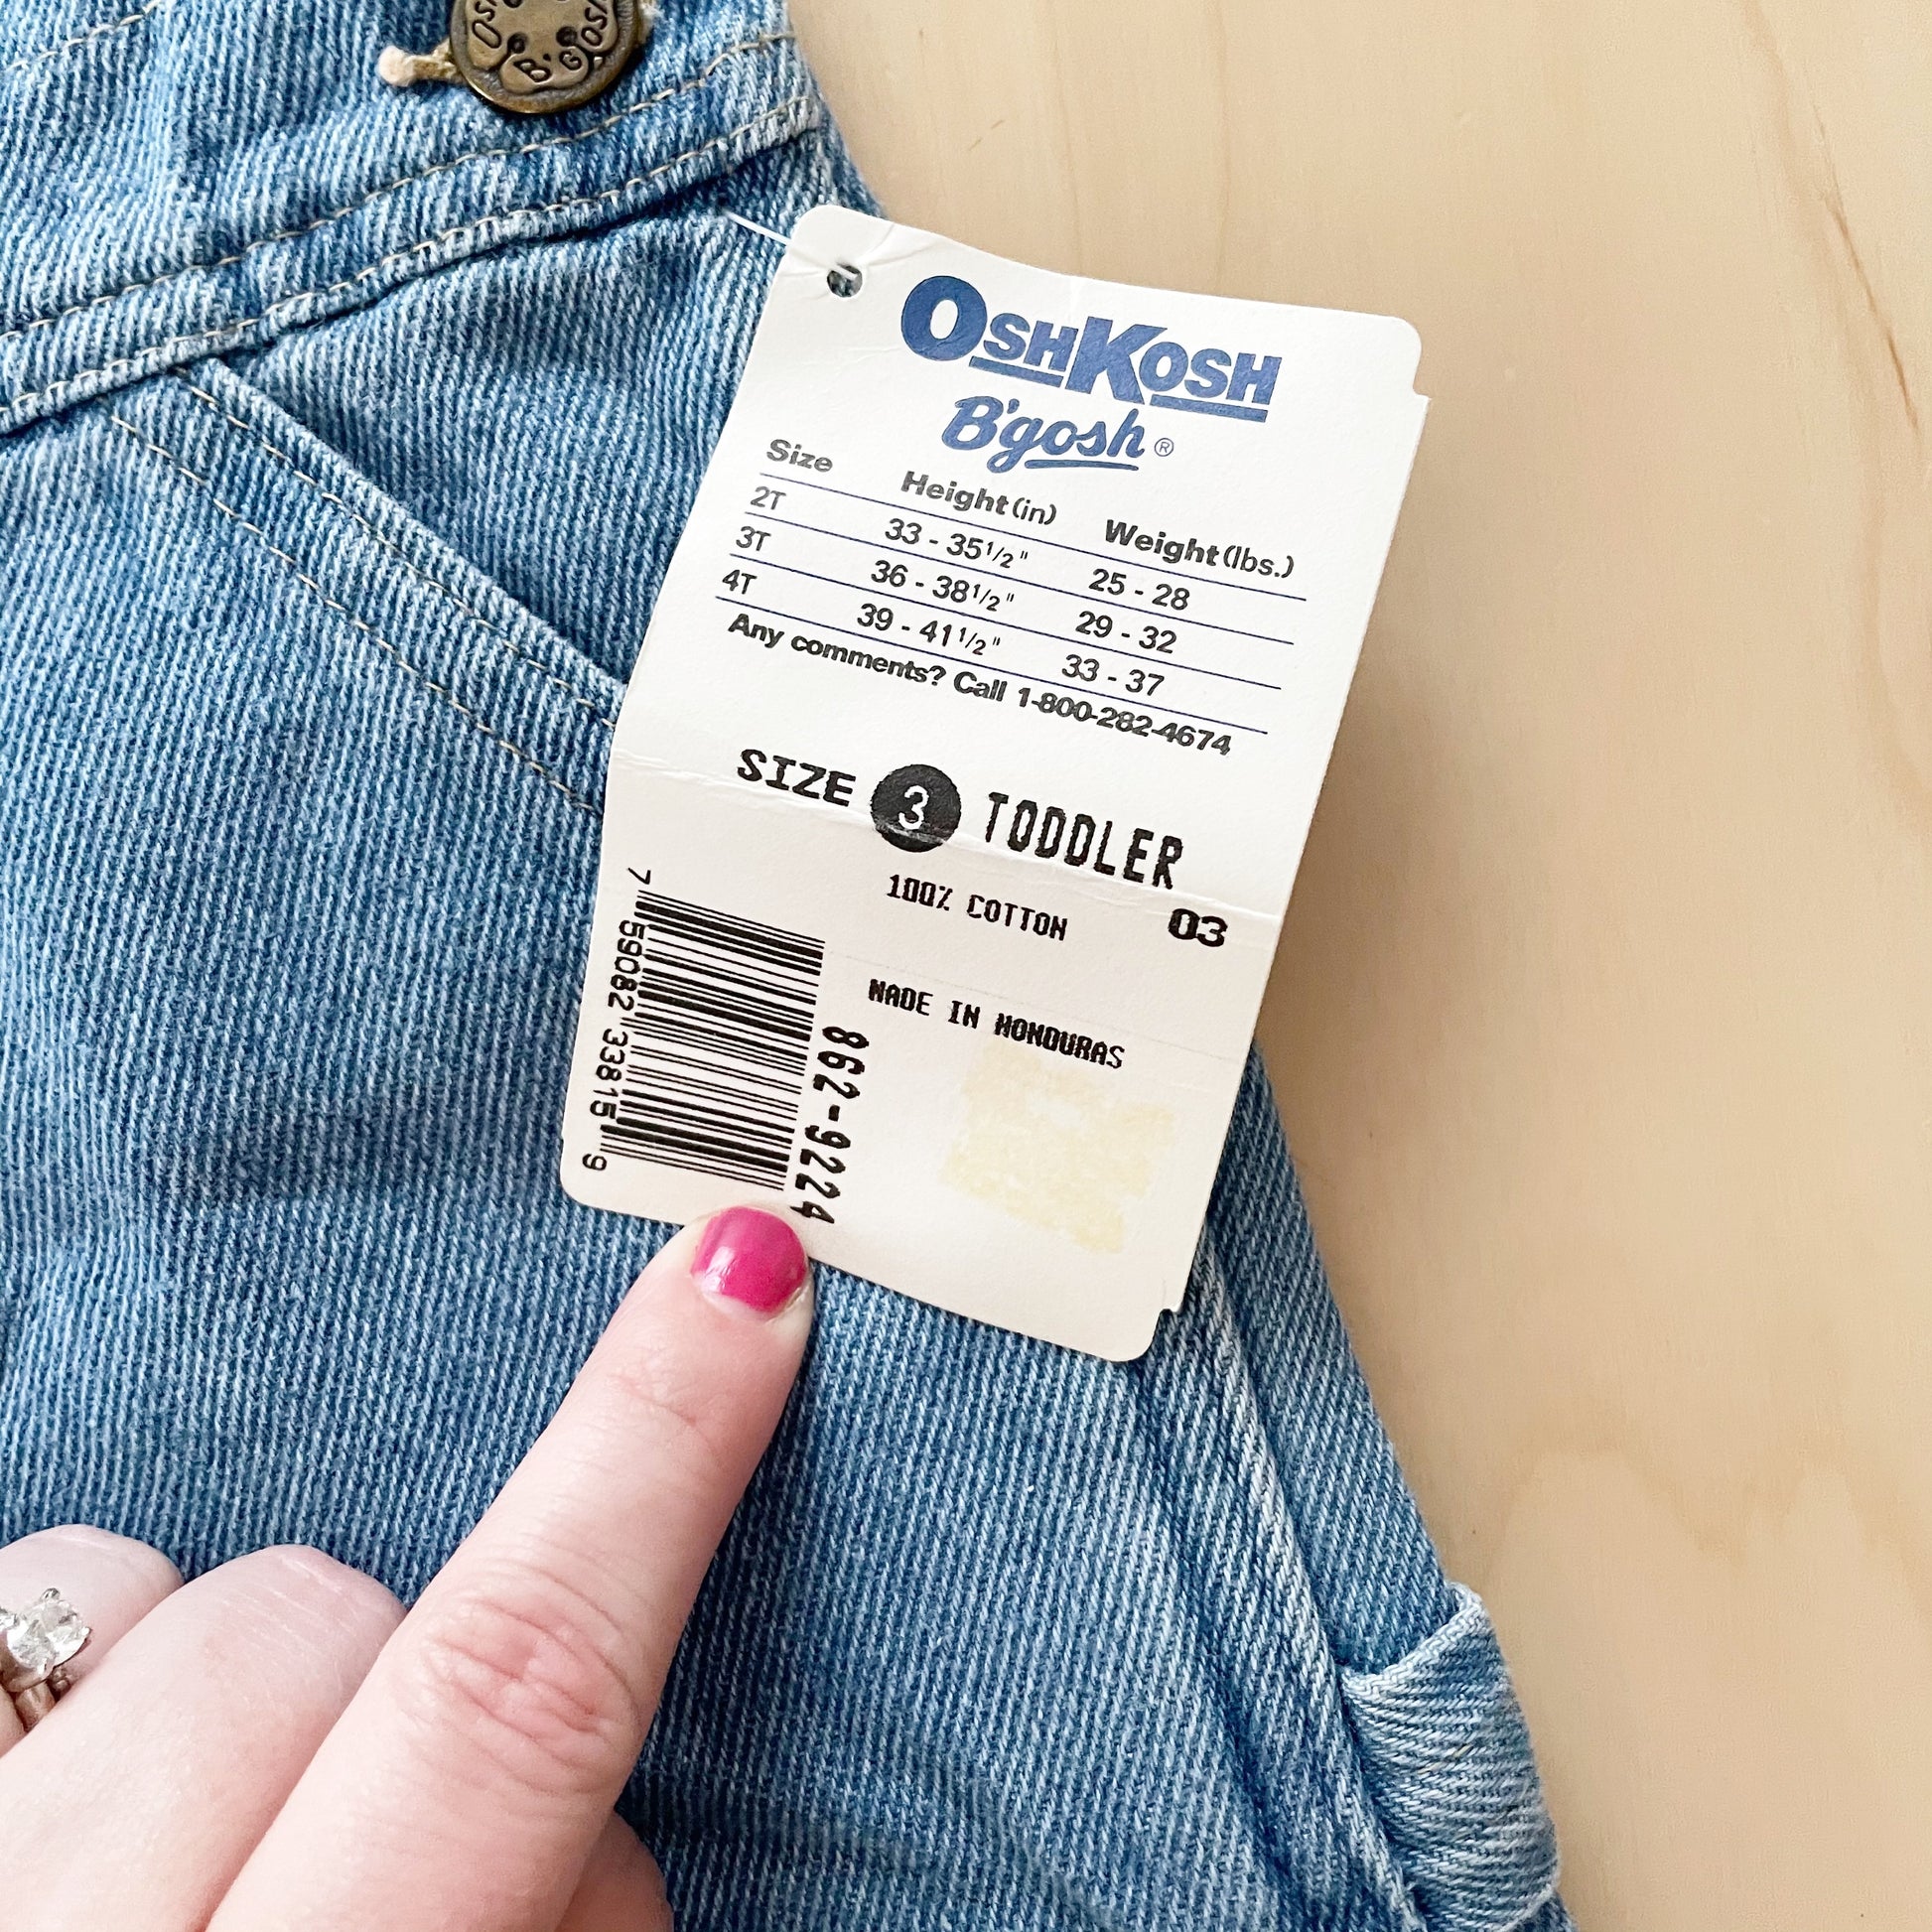 OSH
B'GOSH
OSHKOSH
B'gosh ®
Size Height (in) Weight (lbs.)
2T 33 - 35 1/2 " 25 - 28
3T 36 - 38 1/2 " 29 - 32
4T 39 - 41 1/2 " 33 - 37
Any comments? Call 1-800-282-4674
SIZE 3 TODDLER
100% COTTON 03
MADE IN HONDURAS
7 59082 33815 9
862-9224